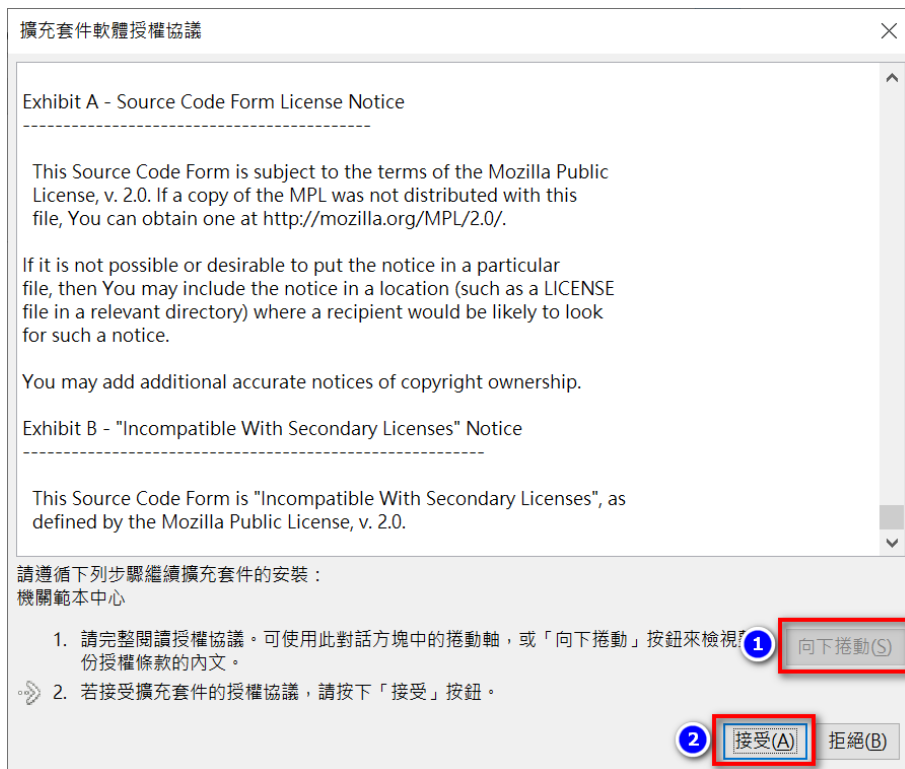 擴充套件軟體授權協議
Exhibit A - Source Code Form License Notice
-------------------------------------------
This Source Code Form is subject to the terms of the Mozilla Public
License, v. 2.0. If a copy of the MPL was not distributed with this
file, You can obtain one at http://mozilla.org/MPL/2.0/.
If it is not possible or desirable to put the notice in a particular
file, then You may include the notice in a location (such as a LICENSE
file in a relevant directory) where a recipient would be likely to look
for such a notice.
You may add additional accurate notices of copyright ownership.
Exhibit B - "Incompatible With Secondary Licenses" Notice
---------------------------------------------------------
This Source Code Form is "Incompatible With Secondary Licenses", as
defined by the Mozilla Public License, v. 2.0.
請遵循下列步驟繼續擴充套件的安裝：
機關範本中心
1. 請完整閱讀授權協議。可使用此對話方塊中的捲動軸，或「向下捲動」按鈕來檢視
1
向下捲動(S)
份授權條款的內文。
2. 若接受擴充套件的授權協議，請按下「接受」按鈕。
2
接受(A)
拒絕(B)